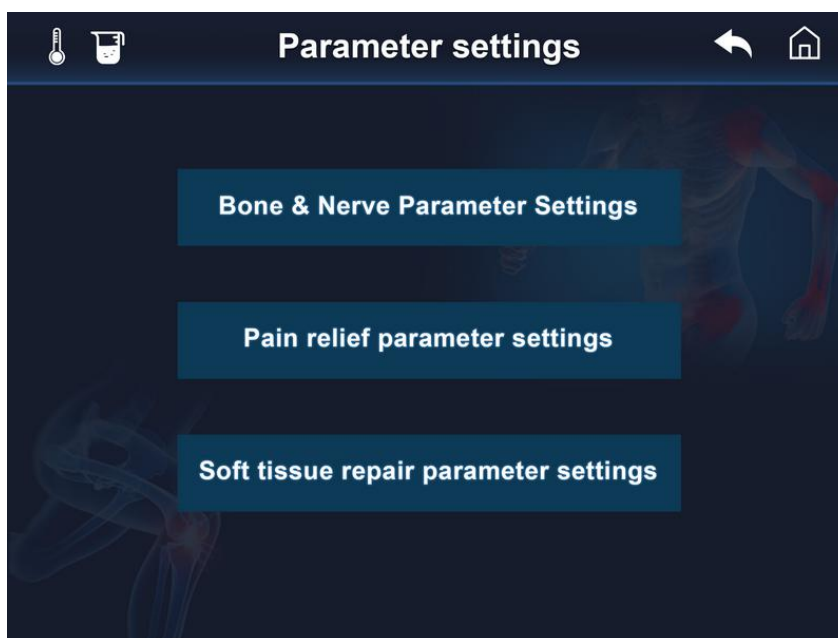 Parameter settings
Bone & Nerve Parameter Settings
Pain relief parameter settings
Soft tissue repair parameter settings